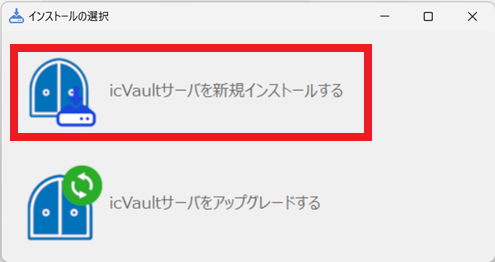 インストールの選択
icVaultサーバを新規インストールする
icVaultサーバをアップグレードする